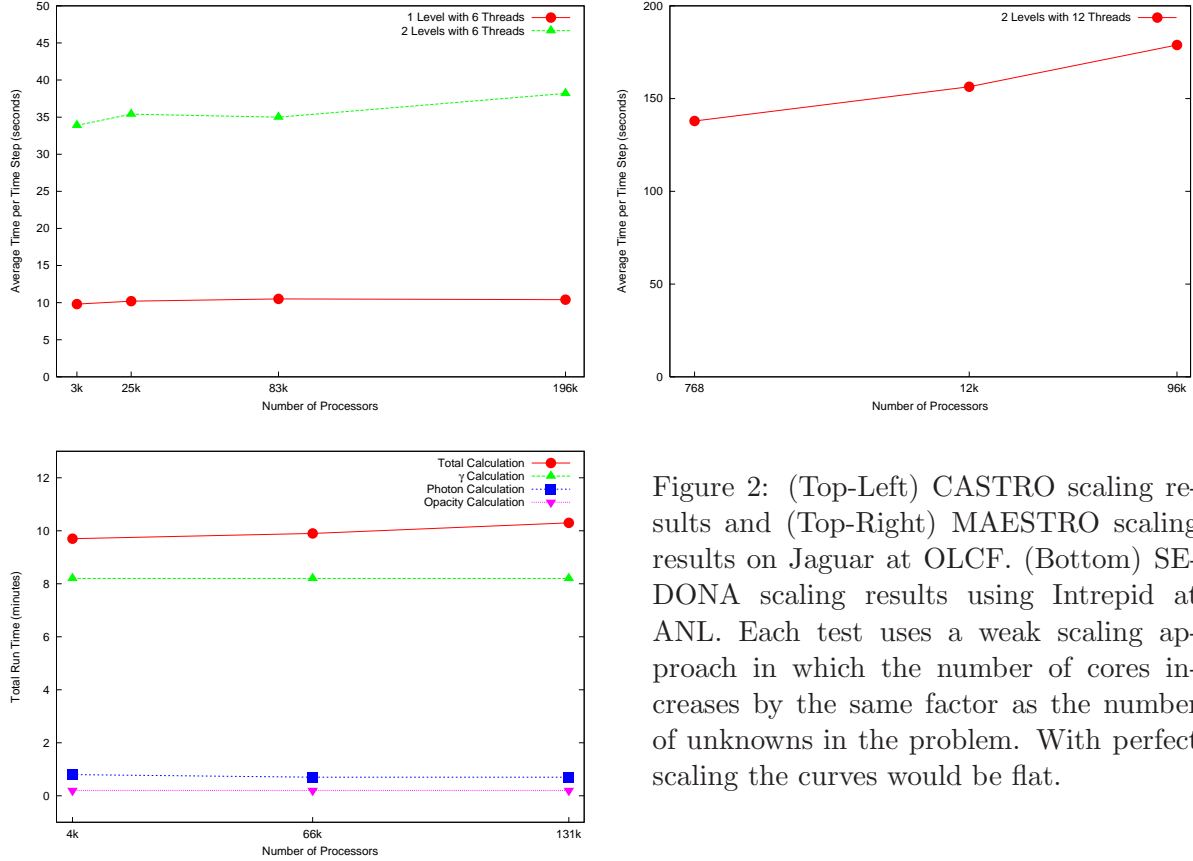 50
45
40
35
30
25
20
15
10
5
0
Average Time per Time Step (seconds)
1 Level with 6 Threads
2 Levels with 6 Threads
3k 25k 83k 196k
Number of Processors
200
150
100
50
0
Average Time per Time Step (seconds)
2 Levels with 12 Threads
768 12k 96k
Number of Processors
12
10
8
6
4
2
0
Total Run Time (minutes)
Total Calculation
γ Calculation
Photon Calculation
Opacity Calculation
4k 66k 131k
Number of Processors
Figure 2: (Top-Left) CASTRO scaling re-
sults and (Top-Right) MAESTRO scaling
results on Jaguar at OLCF. (Bottom) SE-
DONA scaling results using Intrepid at
ANL. Each test uses a weak scaling ap-
proach in which the number of cores in-
creases by the same factor as the number
of unknowns in the problem. With perfect
scaling the curves would be flat.